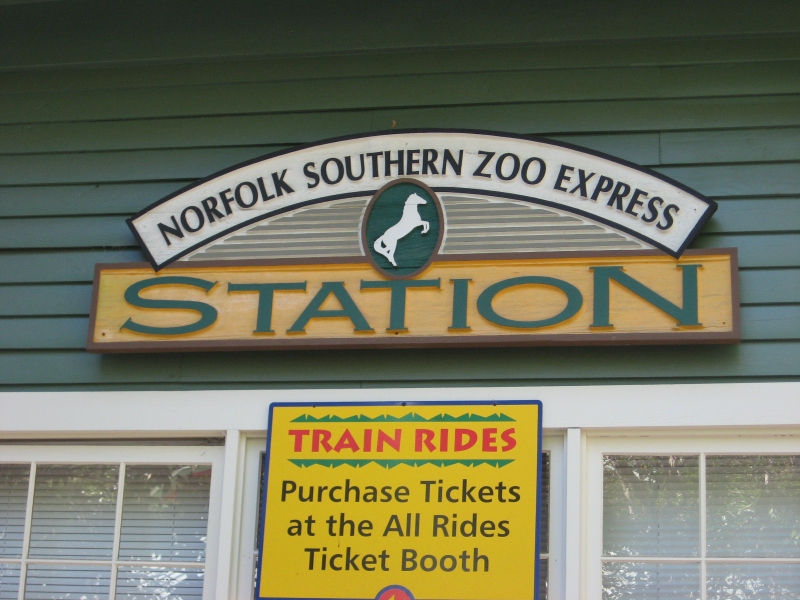 NORFOLK SOUTHERN ZOO EXPRESS
STATION
TRAIN RIDES
Purchase Tickets
at the All Rides
Ticket Booth